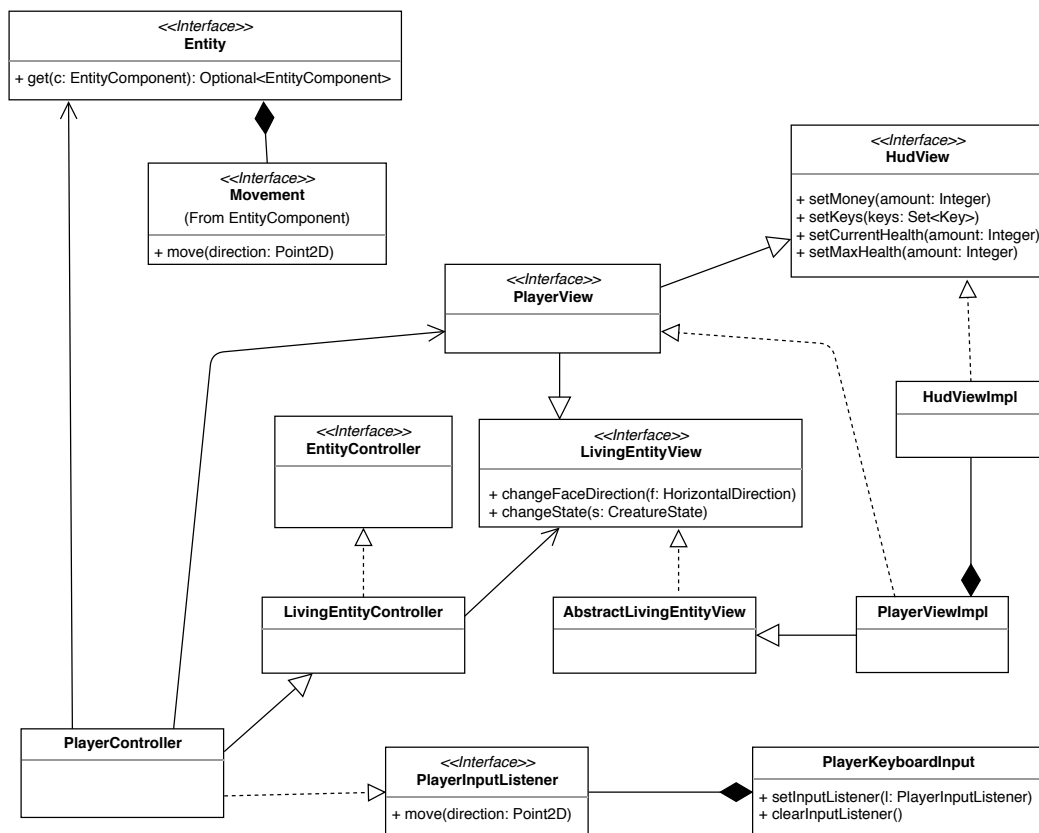 <<Interface>>
Entity
+ get(c: EntityComponent): Optional<EntityComponent>
<<Interface>>
Movement
(From EntityComponent)
+ move(direction: Point2D)
<<Interface>>
HudView
+ setMoney(amount: Integer)
+ setKeys(keys: Set<Key>)
+ setCurrentHealth(amount: Integer)
+ setMaxHealth(amount: Integer)
<<Interface>>
PlayerView
HudViewImpl
<<Interface>>
EntityController
<<Interface>>
LivingEntityView
+ changeFaceDirection(f: HorizontalDirection)
+ changeState(s: CreatureState)
LivingEntityController
AbstractLivingEntityView
PlayerViewImpl
PlayerController
<<Interface>>
PlayerInputListener
+ move(direction: Point2D)
PlayerKeyboardInput
+ setInputListener(l: PlayerInputListener)
+ clearInputListener()